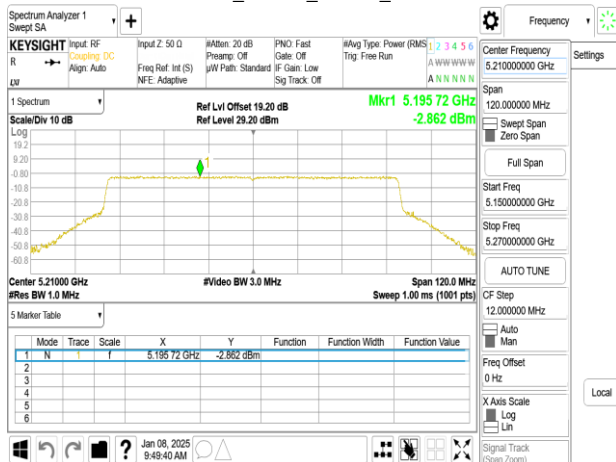 Spectrum Analyzer 1
Swept SA
Frequency
KEYSIGHT
R
Input: RF
Coupling: DC
Align: Auto
Input Z: 50 Ω
Freq Ref: Int (S)
NFE: Adaptive
#Atten: 20 dB
Preamp: Off
µW Path: Standard
PNO: Fast
Gate: Off
IF Gain: Low
Sig Track: Off
#Avg Type: Power (RMS
Trig: Free Run
1 2 3 4 5 6
A W W W W W
A N N N N N
Center Frequency
5.210000000 GHz
Settings
Span
120.000000 MHz
Swept Span
Zero Span
Full Span
Start Freq
5.150000000 GHz
Stop Freq
5.270000000 GHz
AUTO TUNE
CF Step
12.000000 MHz
Auto
Man
Freq Offset
0 Hz
X Axis Scale
Log
Lin
Local
Signal Track
(Span Zoom)
1 Spectrum
Scale/Div 10 dB
Ref Lvl Offset 19.20 dB
Ref Level 29.20 dBm
Mkr1 5.195 72 GHz
-2.862 dBm
Log
19.2
9.20
-0.80
-10.8
-20.8
-30.8
-40.8
-50.8
-60.8
1
Center 5.21000 GHz
#Video BW 3.0 MHz
Span 120.0 MHz
#Res BW 1.0 MHz
Sweep 1.00 ms (1001 pts)
5 Marker Table
Mode Trace Scale X Y Function Function Width Function Value
1 N 1 f 5.195 72 GHz -2.862 dBm
2
3
4
5
6
Jan 08, 2025
9:49:40 AM